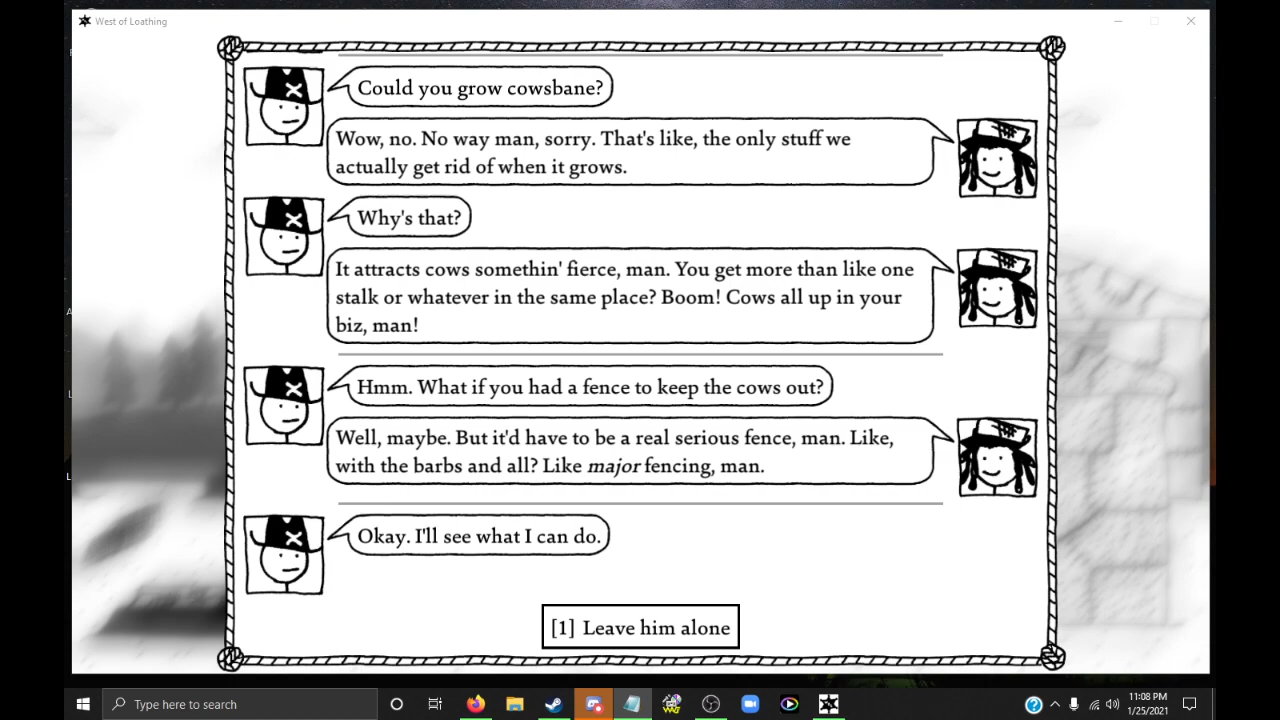 West of Loathing
Could you grow cowsbane?
Wow, no. No way man, sorry. That's like, the only stuff we
actually get rid of when it grows.
Why's that?
It attracts cows somethin' fierce, man. You get more than like one
stalk or whatever in the same place? Boom! Cows all up in your
biz, man!
Hmm. What if you had a fence to keep the cows out?
Well, maybe. But it'd have to be a real serious fence, man. Like,
with the barbs and all? Like major fencing, man.
Okay. I'll see what I can do.
[1] Leave him alone
Type here to search
11:08 PM
1/25/2021